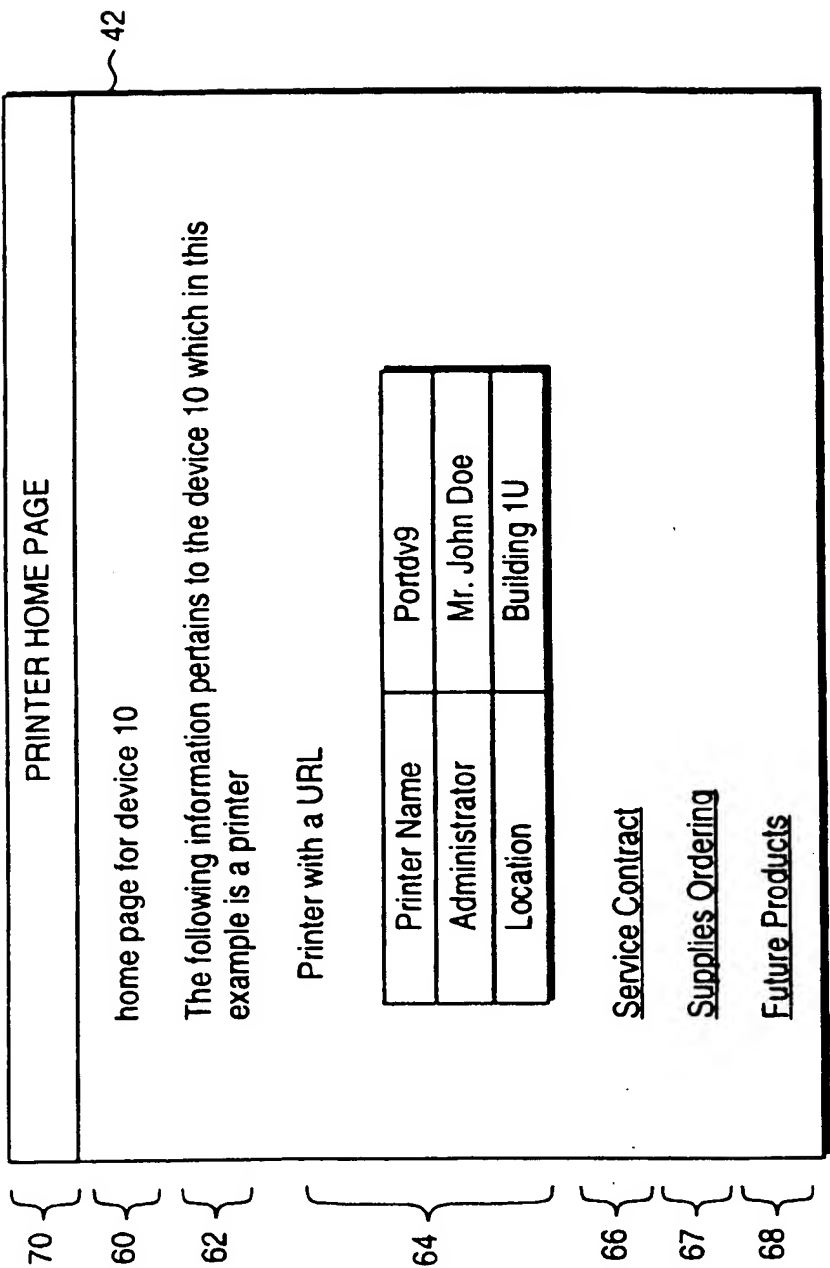 42
70 PRINTER HOME PAGE
60 home page for device 10
62 The following information pertains to the device 10 which in this
example is a printer
64 Printer with a URL
Printer Name Portdv9
Administrator Mr. John Doe
Location Building 1U
66 Service Contract
67 Supplies Ordering
68 Future Products